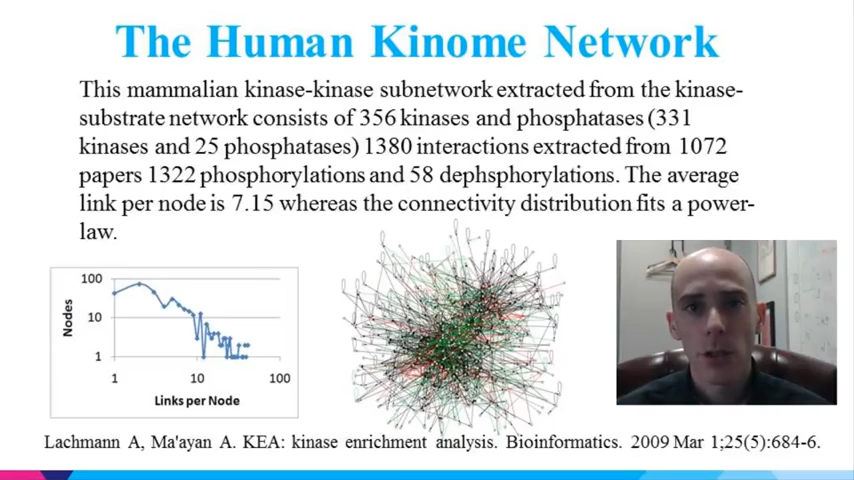 The Human Kinome Network
This mammalian kinase-kinase subnetwork extracted from the kinase-
substrate network consists of 356 kinases and phosphatases (331
kinases and 25 phosphatases) 1380 interactions extracted from 1072
papers 1322 phosphorylations and 58 dephsphorylations. The average
link per node is 7.15 whereas the connectivity distribution fits a power-
law.
100
10
1
Nodes
1 10 100
Links per Node
Lachmann A, Ma'ayan A. KEA: kinase enrichment analysis. Bioinformatics. 2009 Mar 1;25(5):684-6.